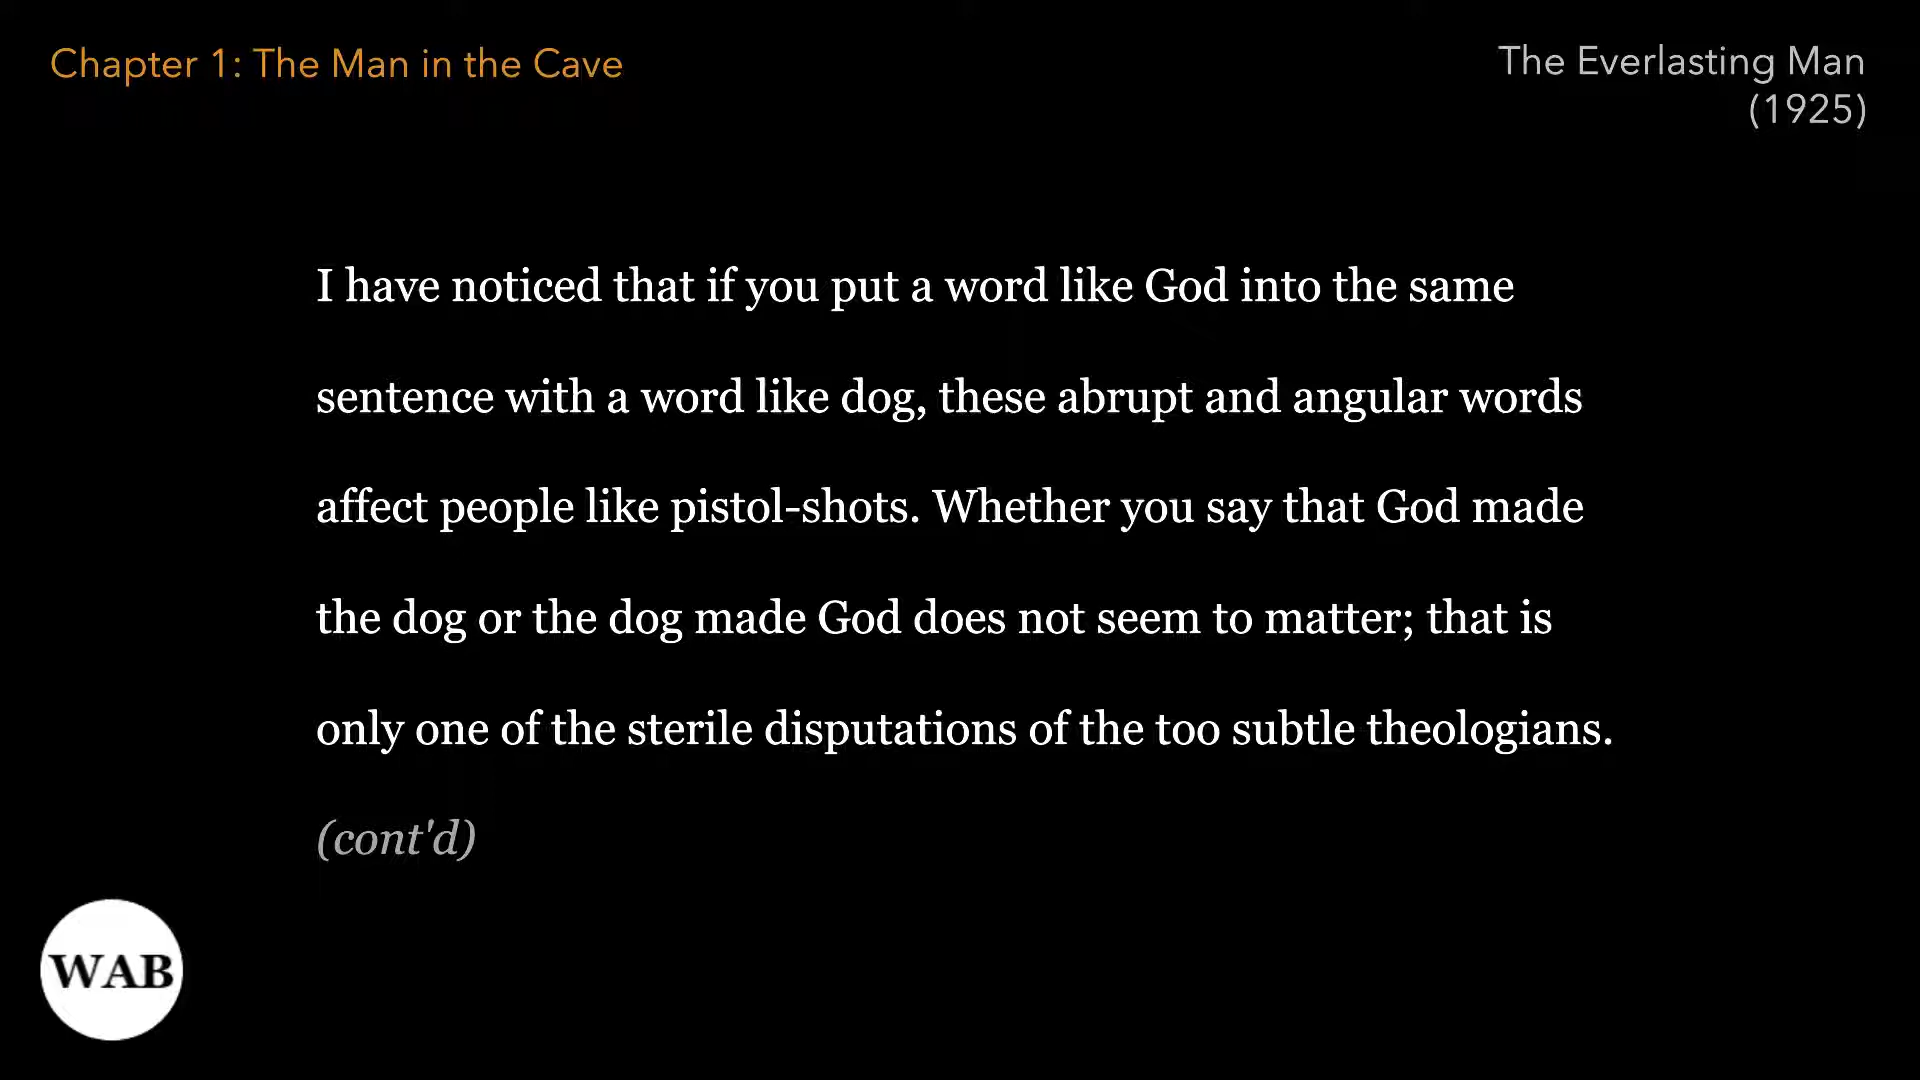 Chapter 1: The Man in the Cave
The Everlasting Man
(1925)
I have noticed that if you put a word like God into the same
sentence with a word like dog, these abrupt and angular words
affect people like pistol-shots. Whether you say that God made
the dog or the dog made God does not seem to matter; that is
only one of the sterile disputations of the too subtle theologians.
(cont'd)
WAB